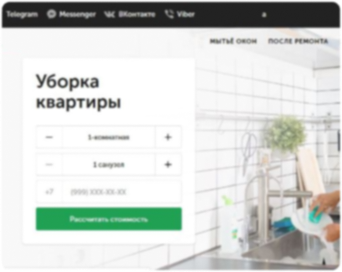 Telegram Messenger ВКонтакте Viber
МЫТЬЁ ОКОН ПОСЛЕ РЕМОНТА
Уборка
квартиры
− 1-комнатная +
− 1 санузел +
+7 (999) XXX-XX-XX
Рассчитать стоимость